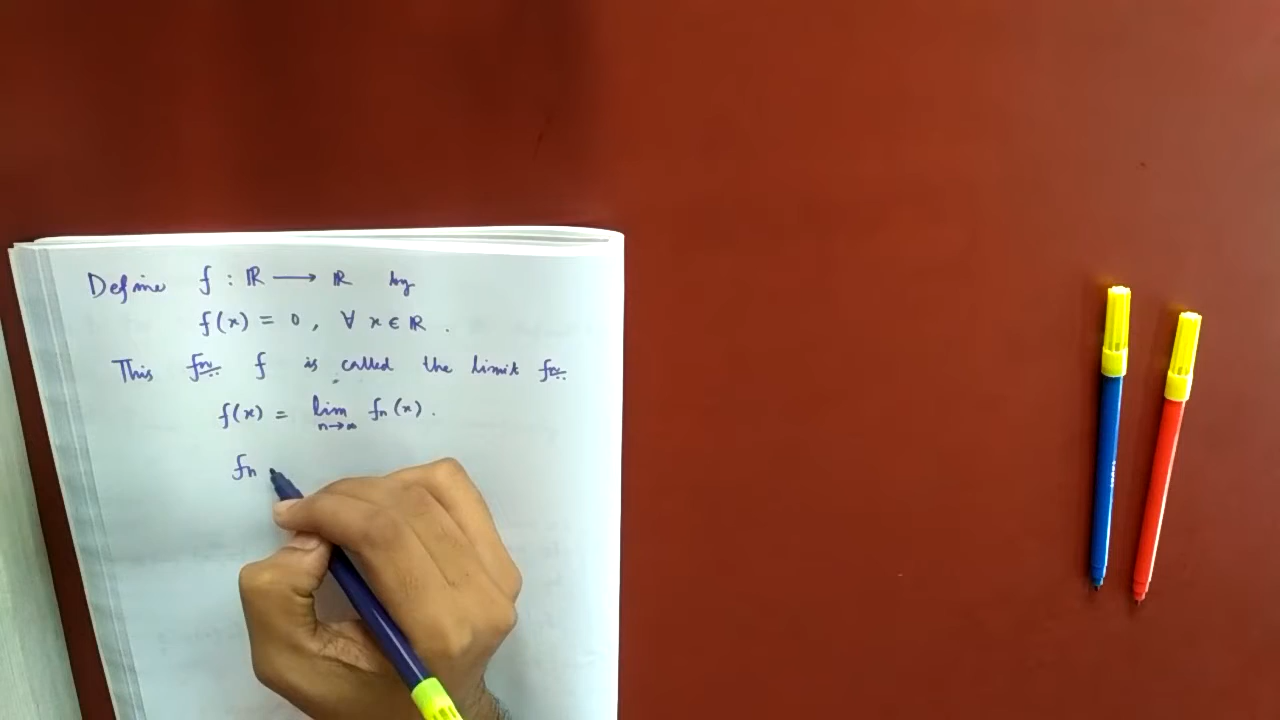 Define f : ℝ ⟶ ℝ by
f(x) = 0, ∀ x ∈ ℝ .
This fn f is called the limit fn
f(x) = lim n→∞ fn(x).
fn